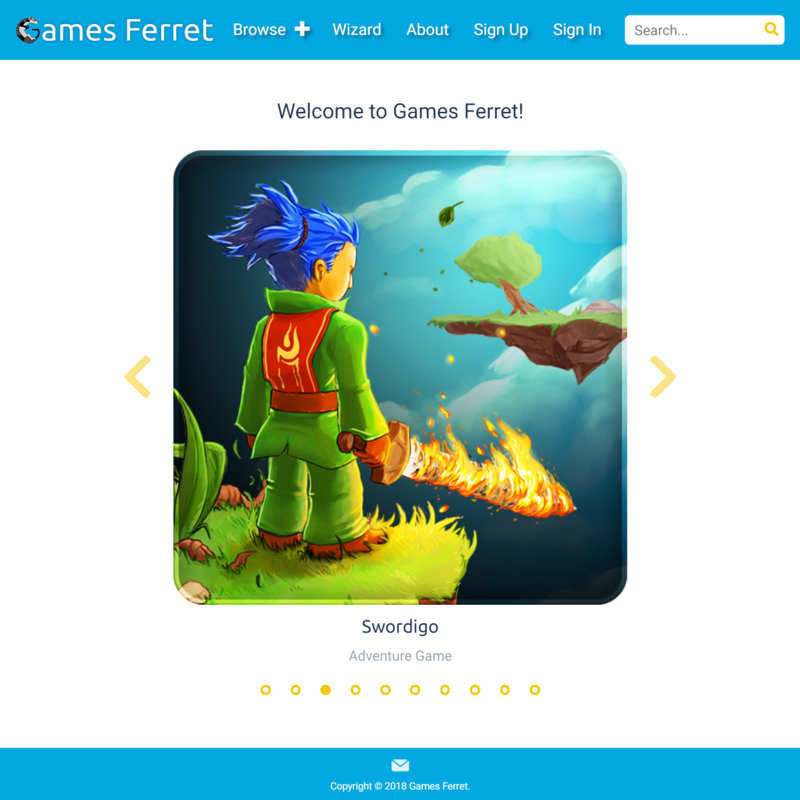 Games Ferret
Browse
Wizard
About
Sign Up
Sign In
Search...
Welcome to Games Ferret!
Swordigo
Adventure Game
Copyright © 2018 Games Ferret.